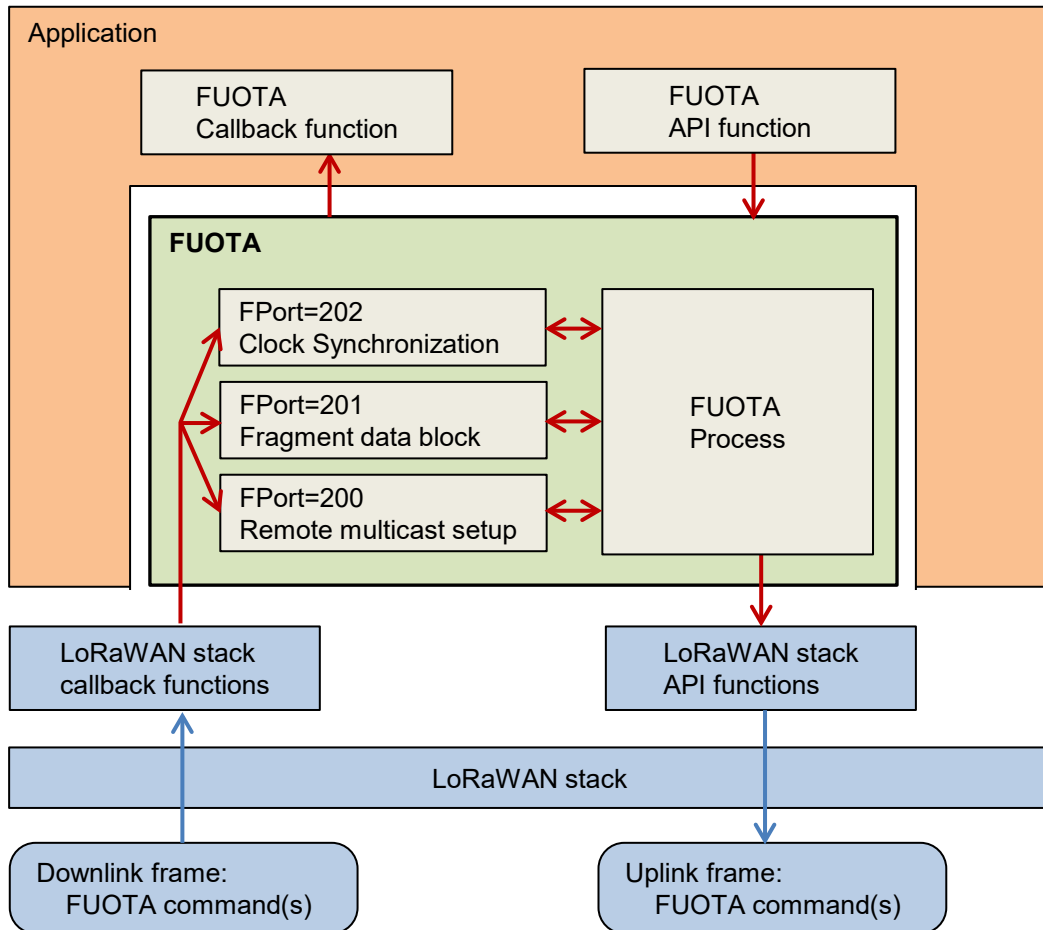 Application
FUOTA
Callback function
FUOTA
API function
FUOTA
FPort=202
Clock Synchronization
FPort=201
Fragment data block
FPort=200
Remote multicast setup
FUOTA
Process
LoRaWAN stack
callback functions
LoRaWAN stack
API functions
LoRaWAN stack
Downlink frame:
FUOTA command(s)
Uplink frame:
FUOTA command(s)